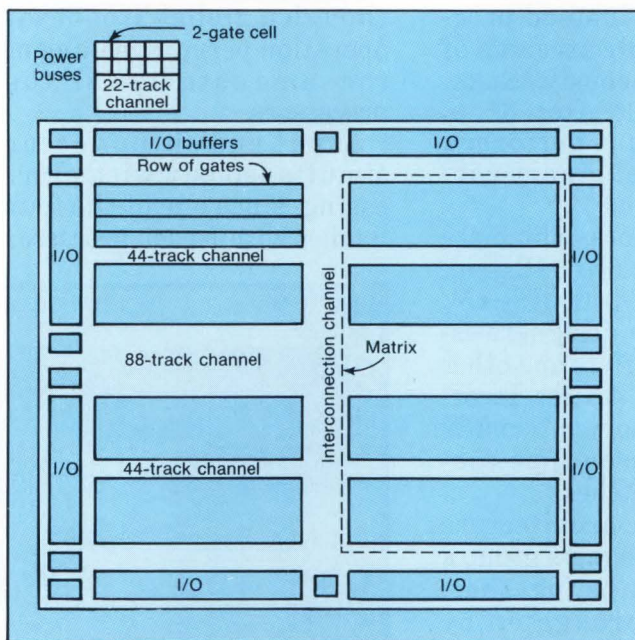 2-gate cell
Power
buses
22-track
channel
I/O buffers
I/O
Row of gates
I/O
44-track channel
I/O
88-track channel
Interconnection channel
Matrix
I/O
44-track channel
I/O
I/O
I/O